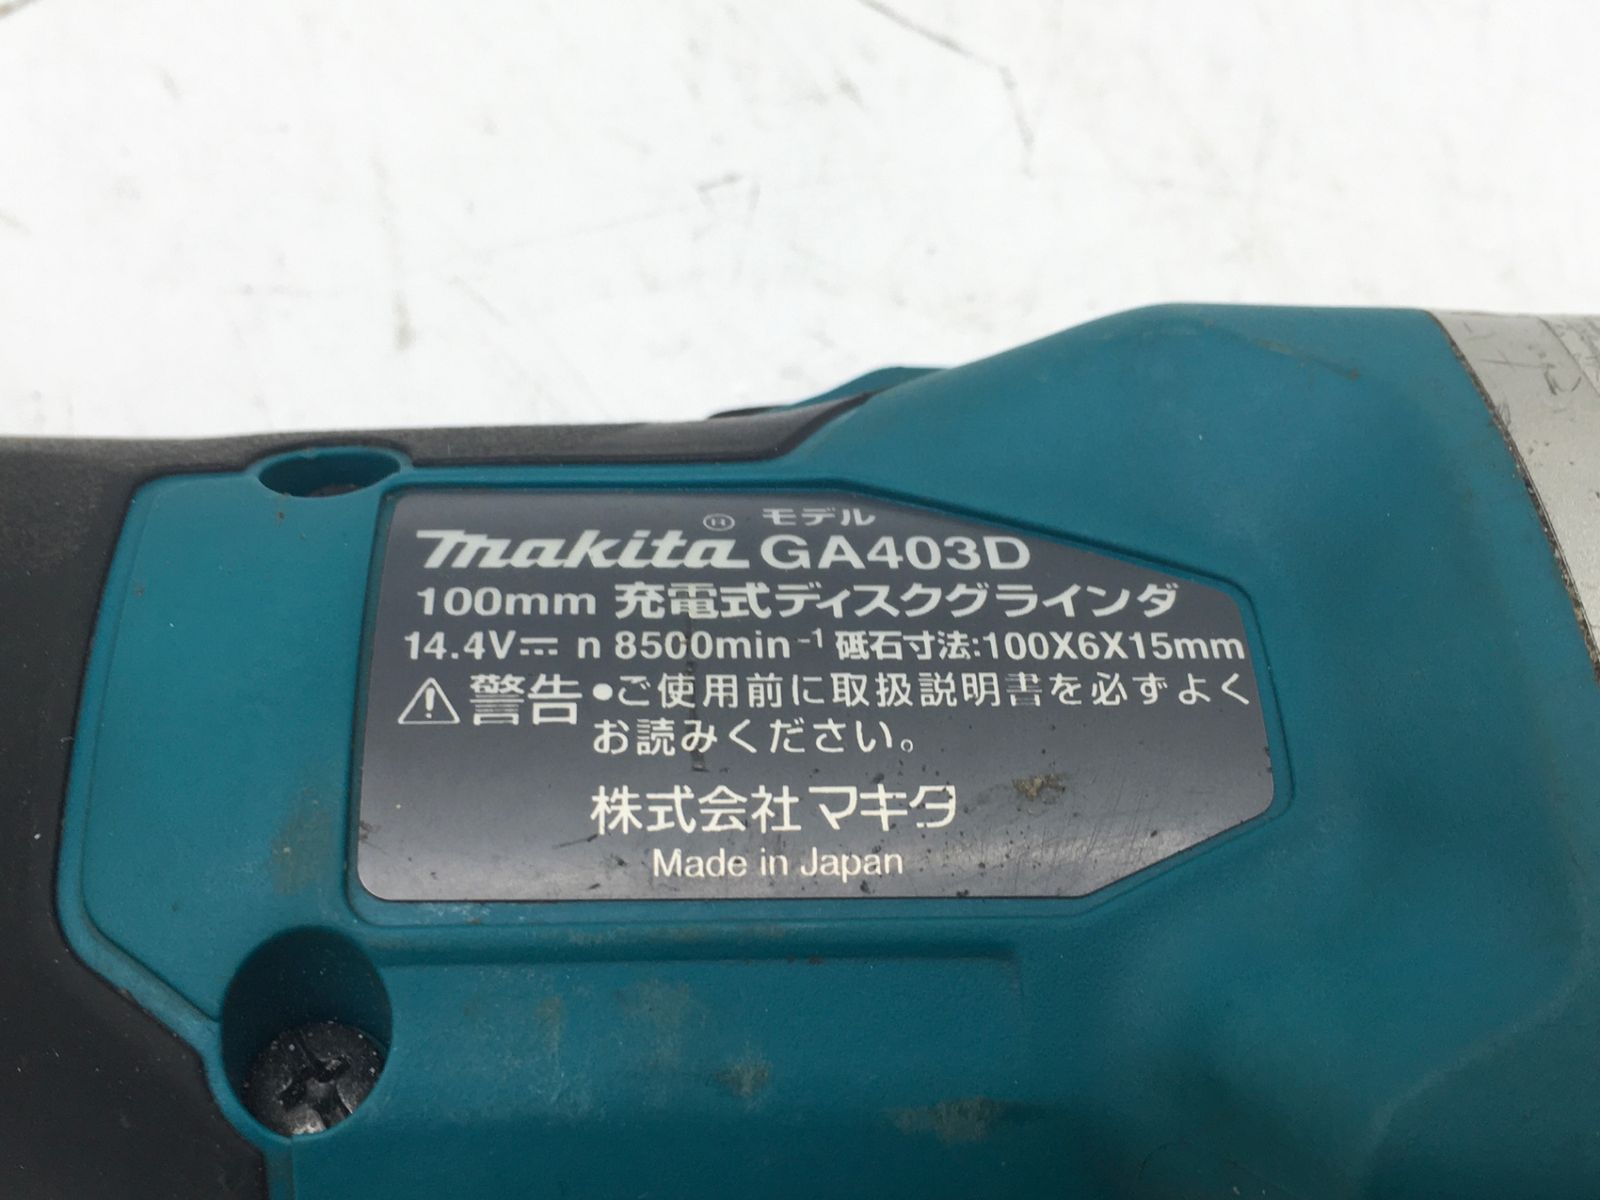 makita® モデル GA403D
100mm 充電式ディスクグラインダ
14.4V⎓ n 8500min⁻¹ 砥石寸法:100X6X15mm
⚠警告 ●ご使用前に取扱説明書を必ずよく
お読みください。
株式会社マキタ
Made in Japan